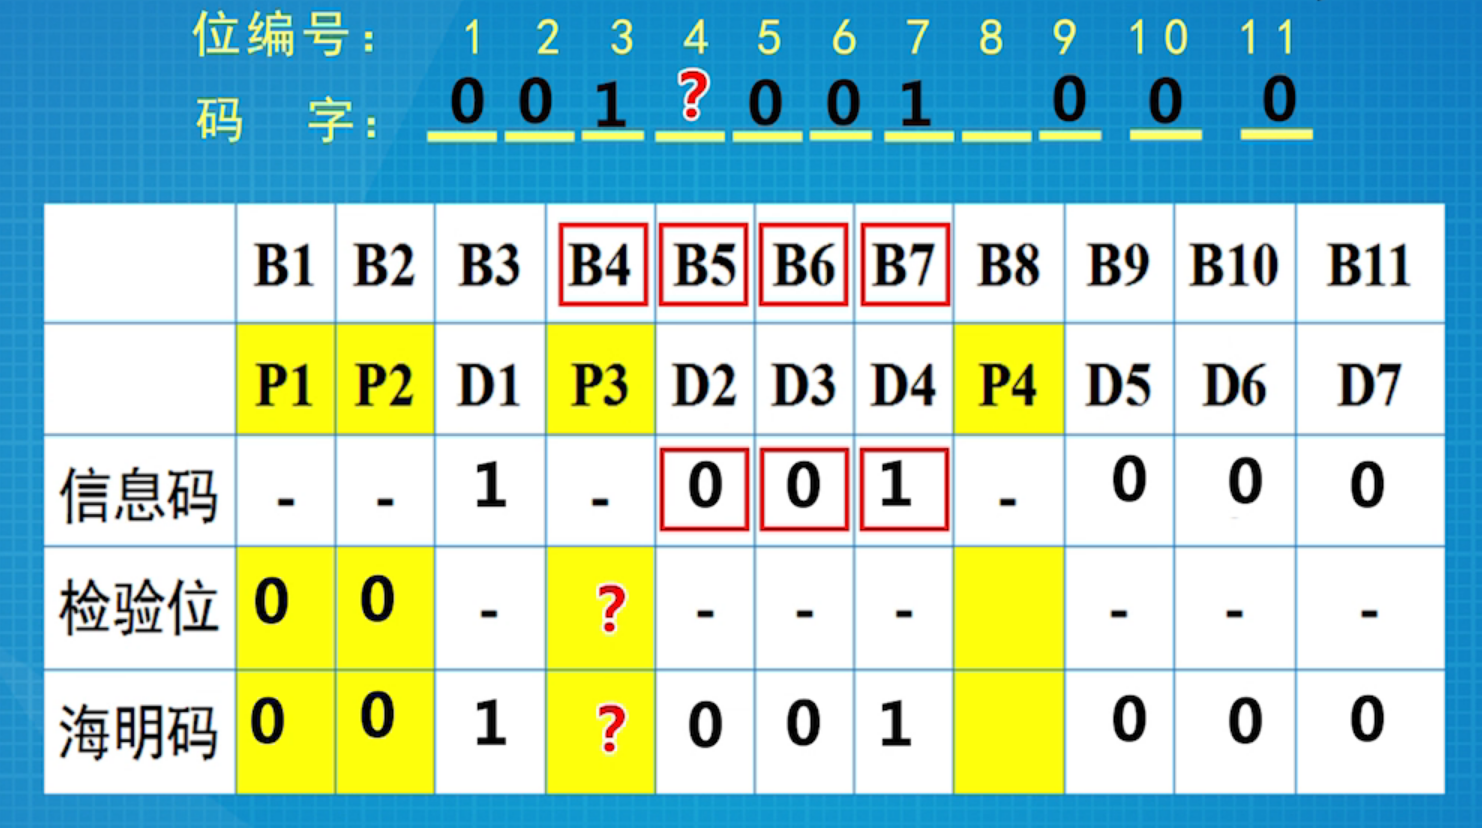 位编号: 1 2 3 4 5 6 7 8 9 10 11
码 字: 0 0 1 ? 0 0 1 0 0 0
B1 B2 B3 B4 B5 B6 B7 B8 B9 B10 B11
P1 P2 D1 P3 D2 D3 D4 P4 D5 D6 D7
信息码 - - 1 - 0 0 1 - 0 0 0
检验位 0 0 - ? - - - - - -
海明码 0 0 1 ? 0 0 1 0 0 0